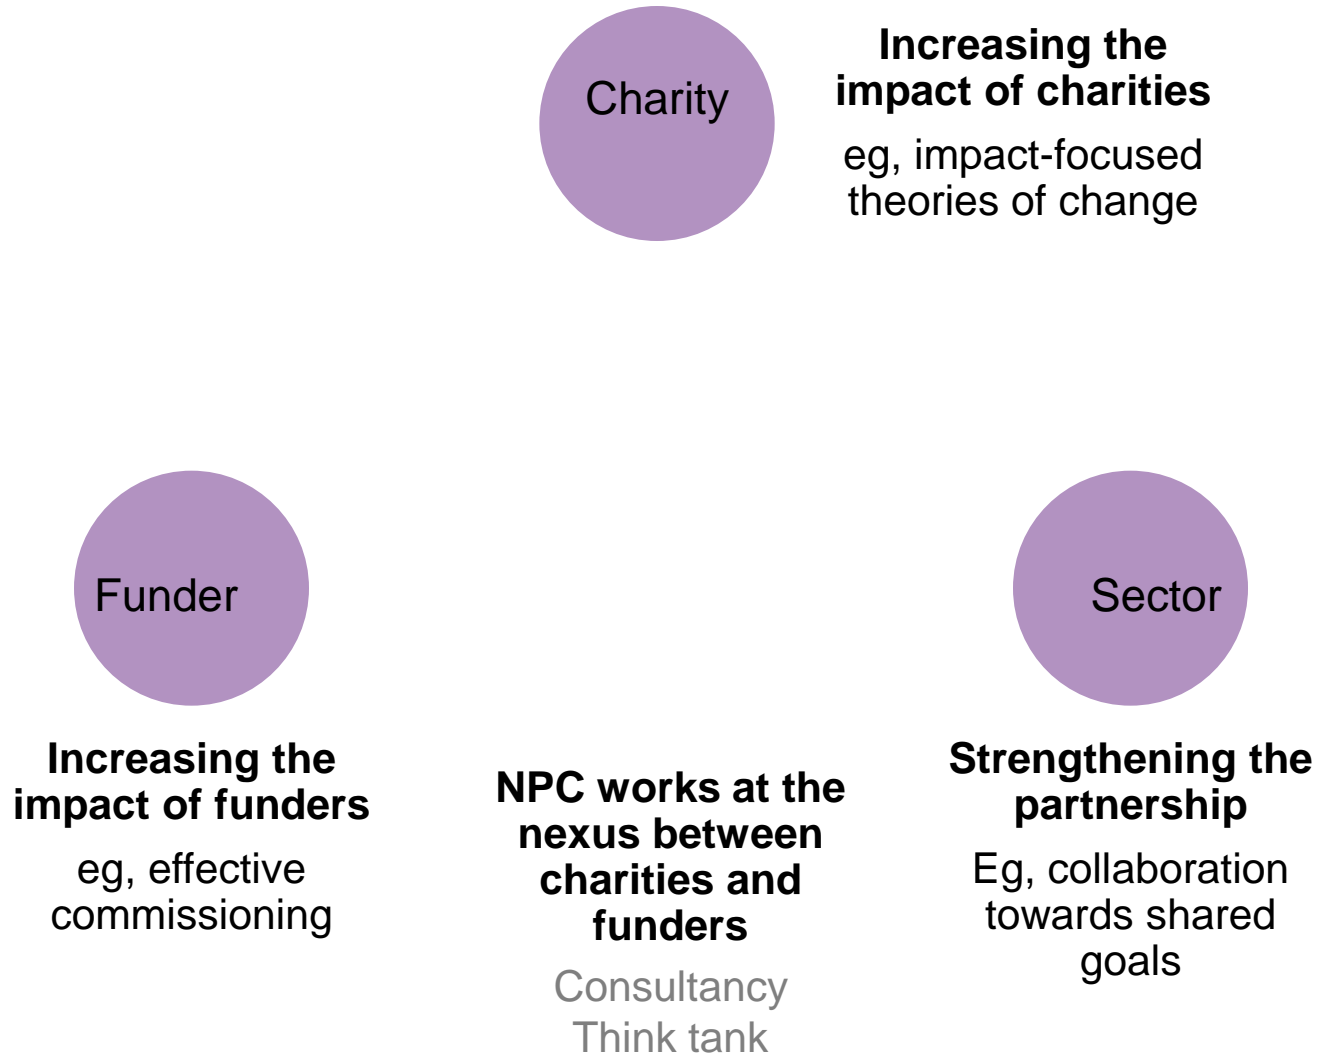 Charity
Increasing the
impact of charities
eg, impact-focused
theories of change
Funder
Increasing the
impact of funders
eg, effective
commissioning
NPC works at the
nexus between
charities and
funders
Consultancy
Think tank
Sector
Strengthening the
partnership
Eg, collaboration
towards shared
goals